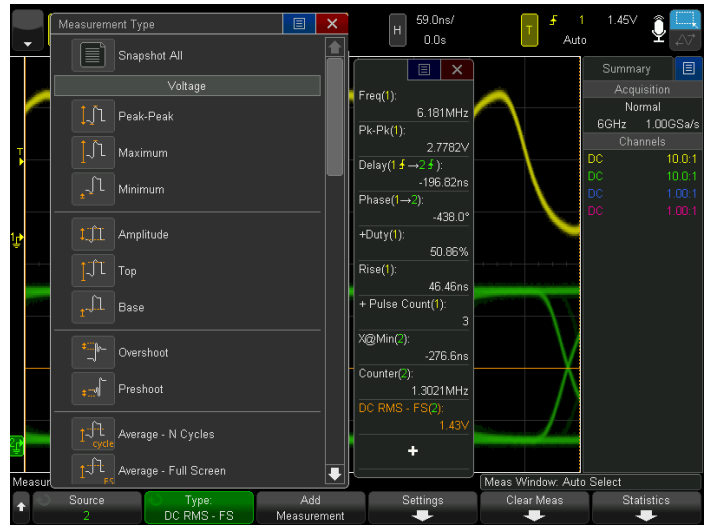 Measurement Type
H
59.0ns/
0.0s
T
1
1.45V
Auto
Snapshot All
Voltage
Peak-Peak
Maximum
Minimum
Amplitude
Top
Base
Overshoot
Preshoot
cycle
Average - N Cycles
FS
Average - Full Screen
Freq(1):
6.181MHz
Pk-Pk(1):
2.7782V
Delay(1→2):
-196.82ns
Phase(1→2):
-438.0°
+Duty(1):
50.86%
Rise(1):
46.46ns
+ Pulse Count(1):
3
X@Min(2):
-276.6ns
Counter(2):
1.3021MHz
DC RMS - FS(2):
1.43V
+
Summary
Acquisition
Normal
6GHz 1.00GSa/s
Channels
DC 10.0:1
DC 10.0:1
DC 1.00:1
DC 1.00:1
T
1
2
Measur
Meas Window: Auto Select
Source
2
Type:
DC RMS - FS
Add
Measurement
Settings
Clear Meas
Statistics